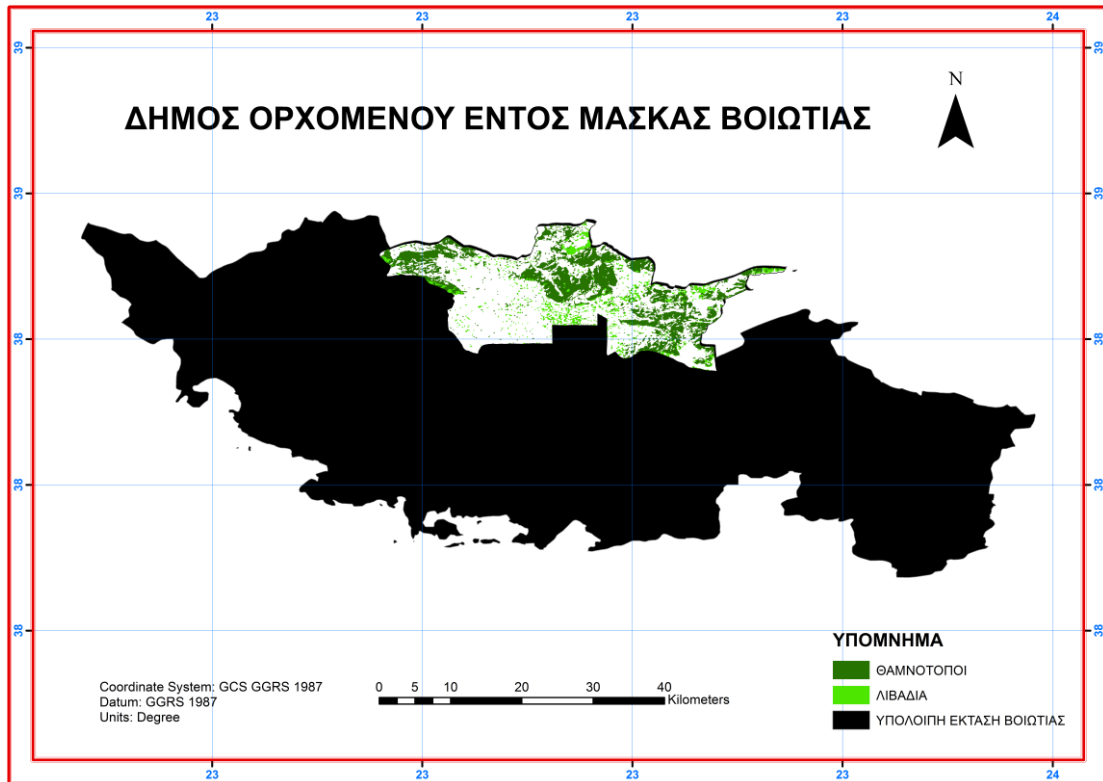 23 23 23 23 24
39 39
N
ΔΗΜΟΣ ΟΡΧΟΜΕΝΟΥ ΕΝΤΟΣ ΜΑΣΚΑΣ ΒΟΙΩΤΙΑΣ
39 39
38 38
38 38
38 38
ΥΠΟΜΝΗΜΑ
ΘΑΜΝΟΤΟΠΟΙ
ΛΙΒΑΔΙΑ
ΥΠΟΛΟΙΠΗ ΕΚΤΑΣΗ ΒΟΙΩΤΙΑΣ
Coordinate System: GCS GGRS 1987
Datum: GGRS 1987
Units: Degree
0 5 10 20 30 40
Kilometers
23 23 23 23 24